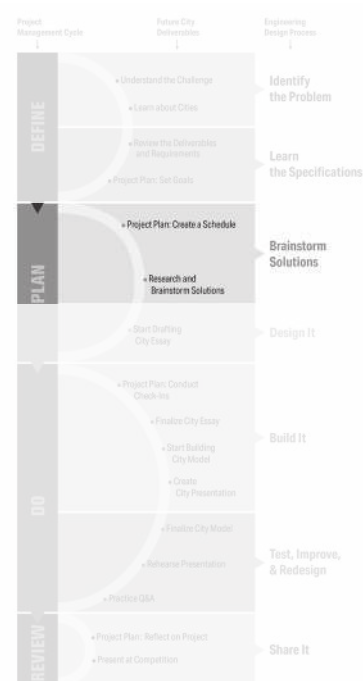 Project
Management Cycle
Future City
Deliverables
Engineering
Design Process
DEFINE
Understand the Challenge
Learn about Cities
Identify
the Problem
Review the Deliverables
and Requirements
Project Plan: Set Goals
Learn
the Specifications
PLAN
Project Plan: Create a Schedule
Research and
Brainstorm Solutions
Brainstorm
Solutions
Start Drafting
City Essay
Design It
DO
Project Plan: Conduct
Check-Ins
Finalize City Essay
Start Building
City Model
Create
City Presentation
Build It
Finalize City Model
Rehearse Presentation
Practice Q&A
Test, Improve,
& Redesign
REVIEW
Project Plan: Reflect on Project
Present at Competition
Share It